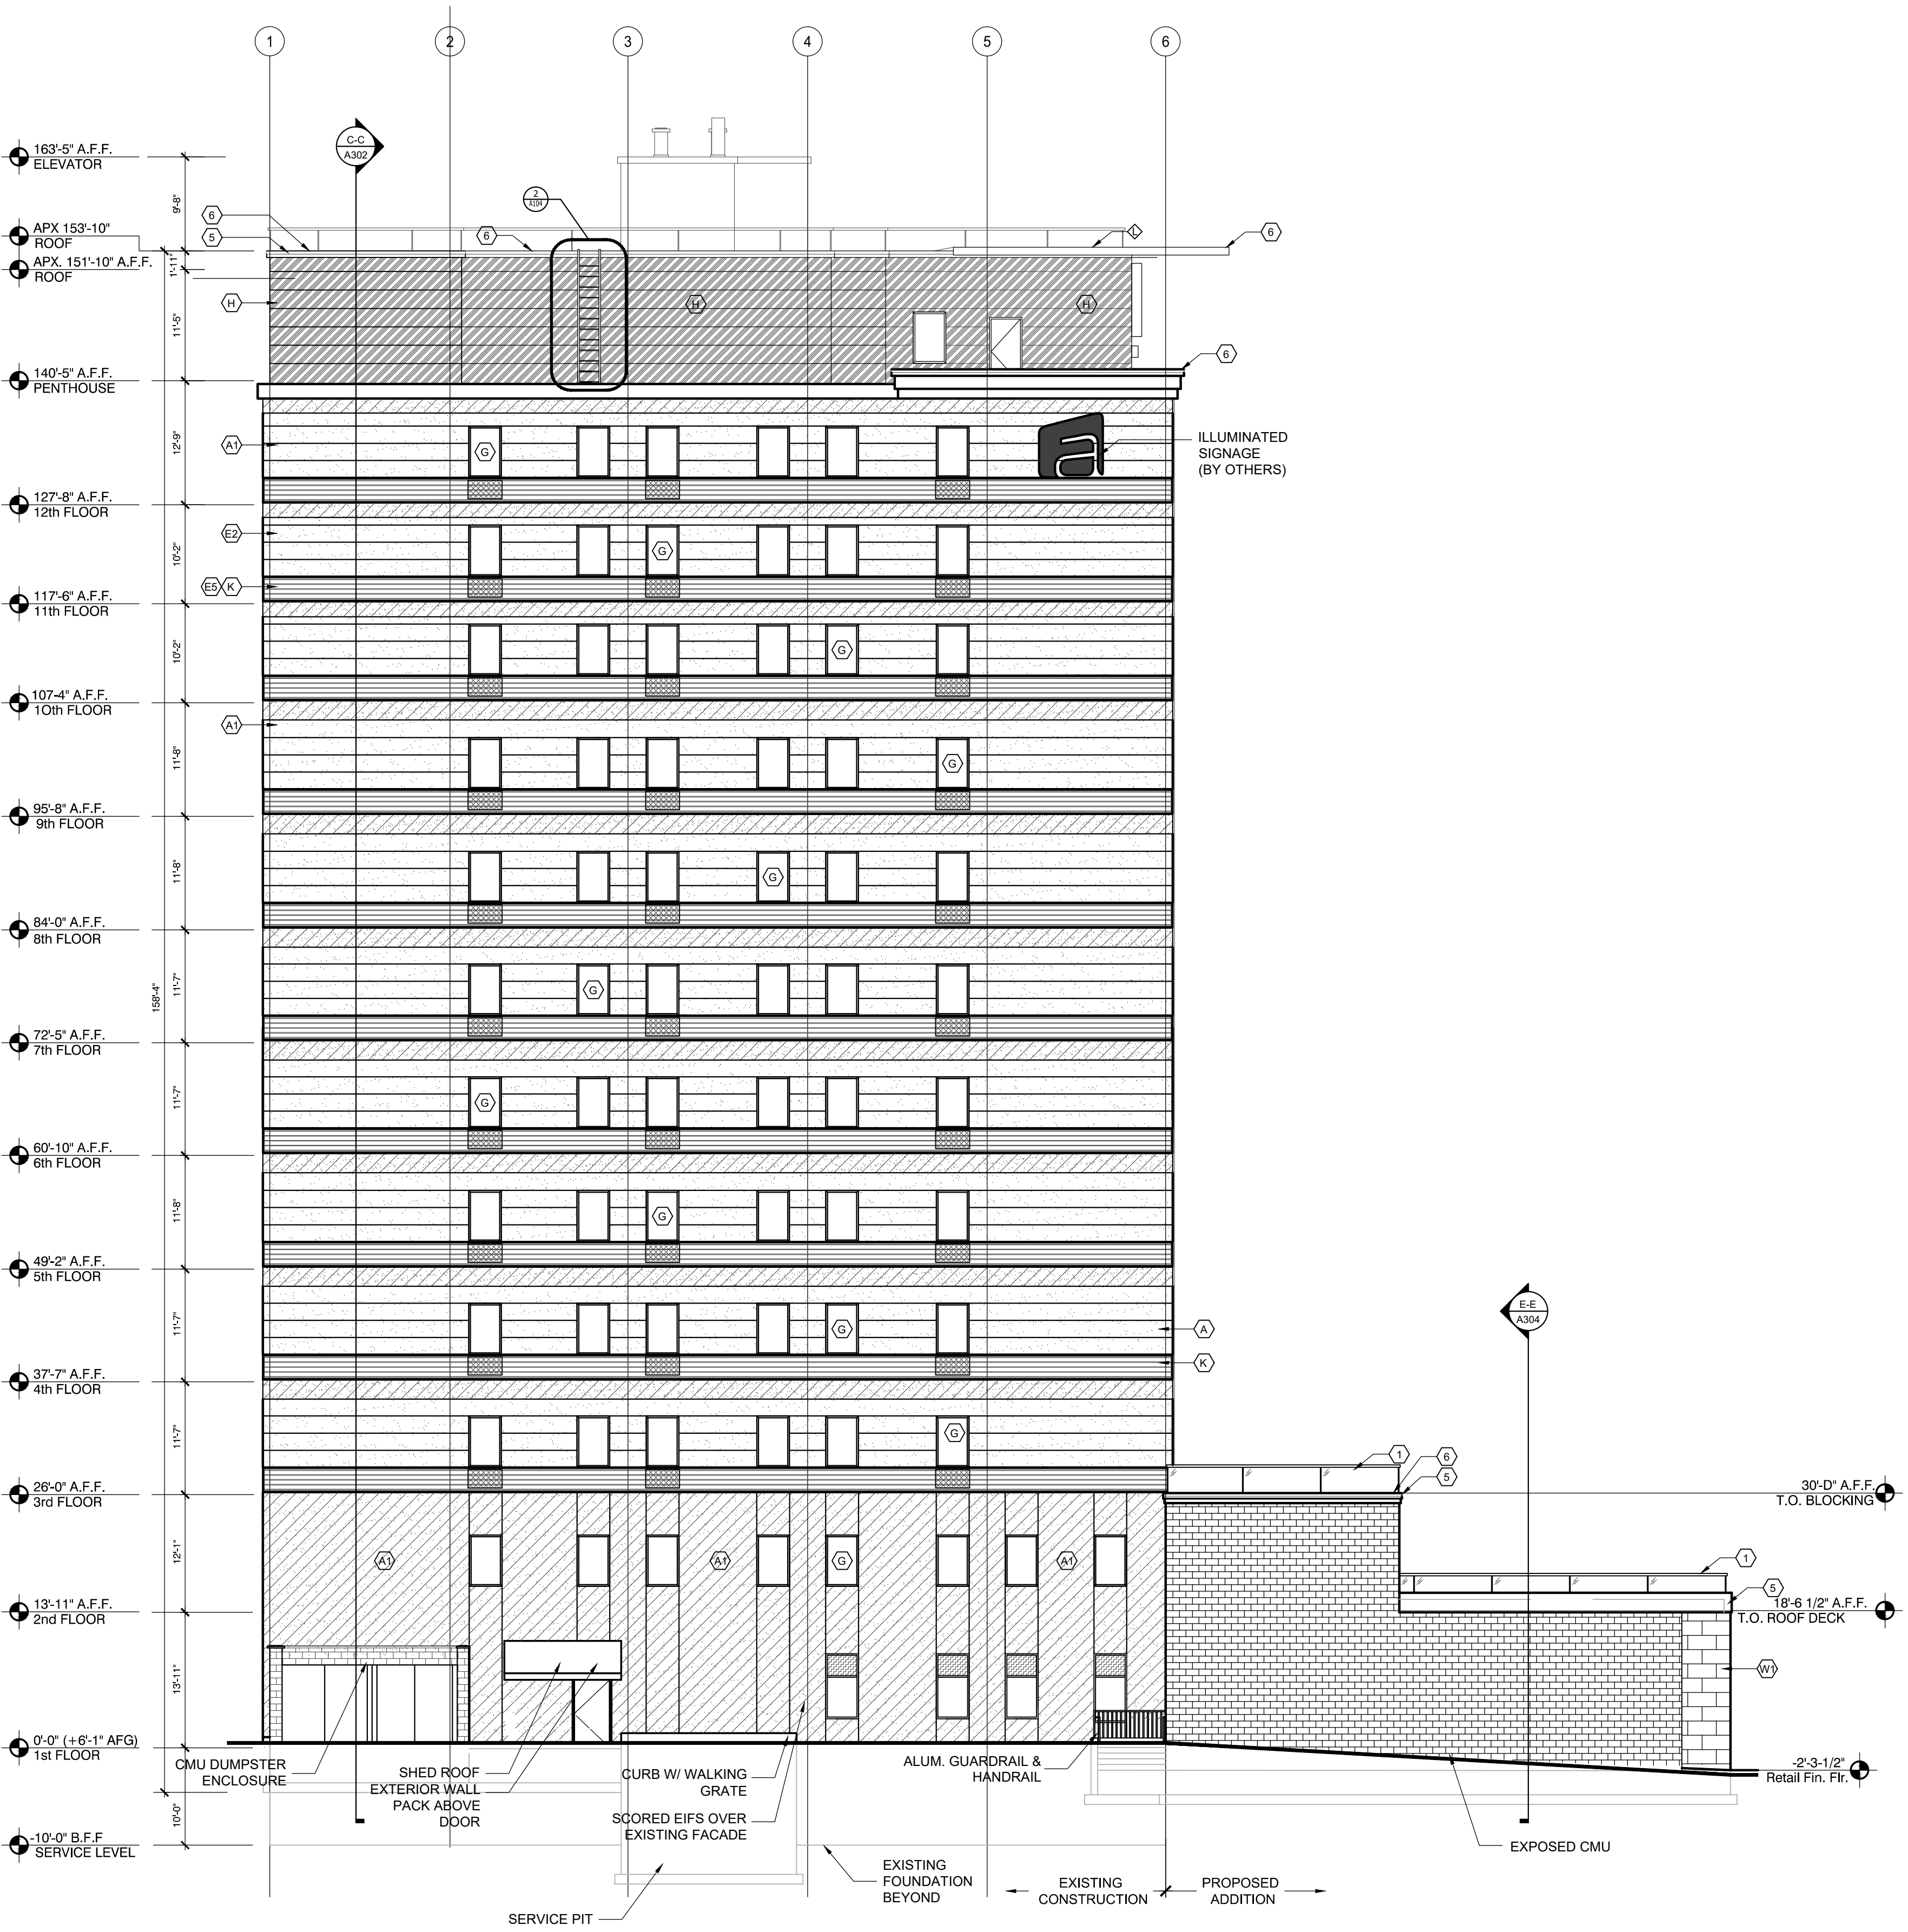 1
2
3
4
5
6
163'-5" A.F.F.
ELEVATOR
C-C
A302
9'-8"
2
A104
6
APX 153'-10"
ROOF
5
6
L
6
APX. 151'-10" A.F.F.
ROOF
1'-11"
H
H
H
11'-5"
6
140'-5" A.F.F.
PENTHOUSE
12'-9"
A1
G
ILLUMINATED
SIGNAGE
(BY OTHERS)
127'-8" A.F.F.
12th FLOOR
E2
10'-2"
G
E5 K
117'-6" A.F.F.
11th FLOOR
10'-2"
G
107-4" A.F.F.
1Oth FLOOR
A1
11'-8"
G
95'-8" A.F.F.
9th FLOOR
11'-8"
G
84'-0" A.F.F.
8th FLOOR
158'-4"
11'-7"
G
72'-5" A.F.F.
7th FLOOR
11'-7"
G
60'-10" A.F.F.
6th FLOOR
11'-8"
G
49'-2" A.F.F.
5th FLOOR
E-E
A304
11'-7"
G
A
K
37'-7" A.F.F.
4th FLOOR
11'-7"
G
1
6
5
26'-0" A.F.F.
3rd FLOOR
30'-D" A.F.F.
T.O. BLOCKING
12'-1"
A1
A1
G
A1
1
5
13'-11" A.F.F.
2nd FLOOR
18'-6 1/2" A.F.F.
T.O. ROOF DECK
13'-11"
W1
0'-0" (+6'-1" AFG)
1st FLOOR
CMU DUMPSTER
ENCLOSURE
SHED ROOF
EXTERIOR WALL
PACK ABOVE
DOOR
CURB W/ WALKING
GRATE
SCORED EIFS OVER
EXISTING FACADE
ALUM. GUARDRAIL &
HANDRAIL
-2'-3-1/2"
Retail Fin. Flr.
10'-0"
-10'-0" B.F.F
SERVICE LEVEL
EXPOSED CMU
EXISTING
FOUNDATION
BEYOND
EXISTING
CONSTRUCTION
PROPOSED
ADDITION
SERVICE PIT